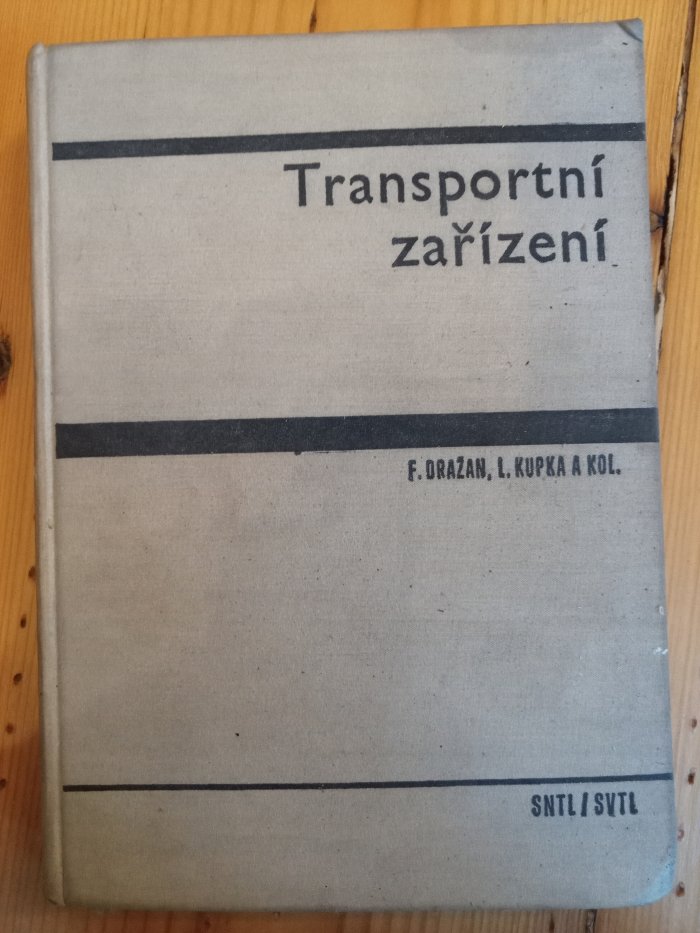 Transportní
zařízení
F. DRAŽAN, L. KUPKA A KOL.
SNTL/SVTL